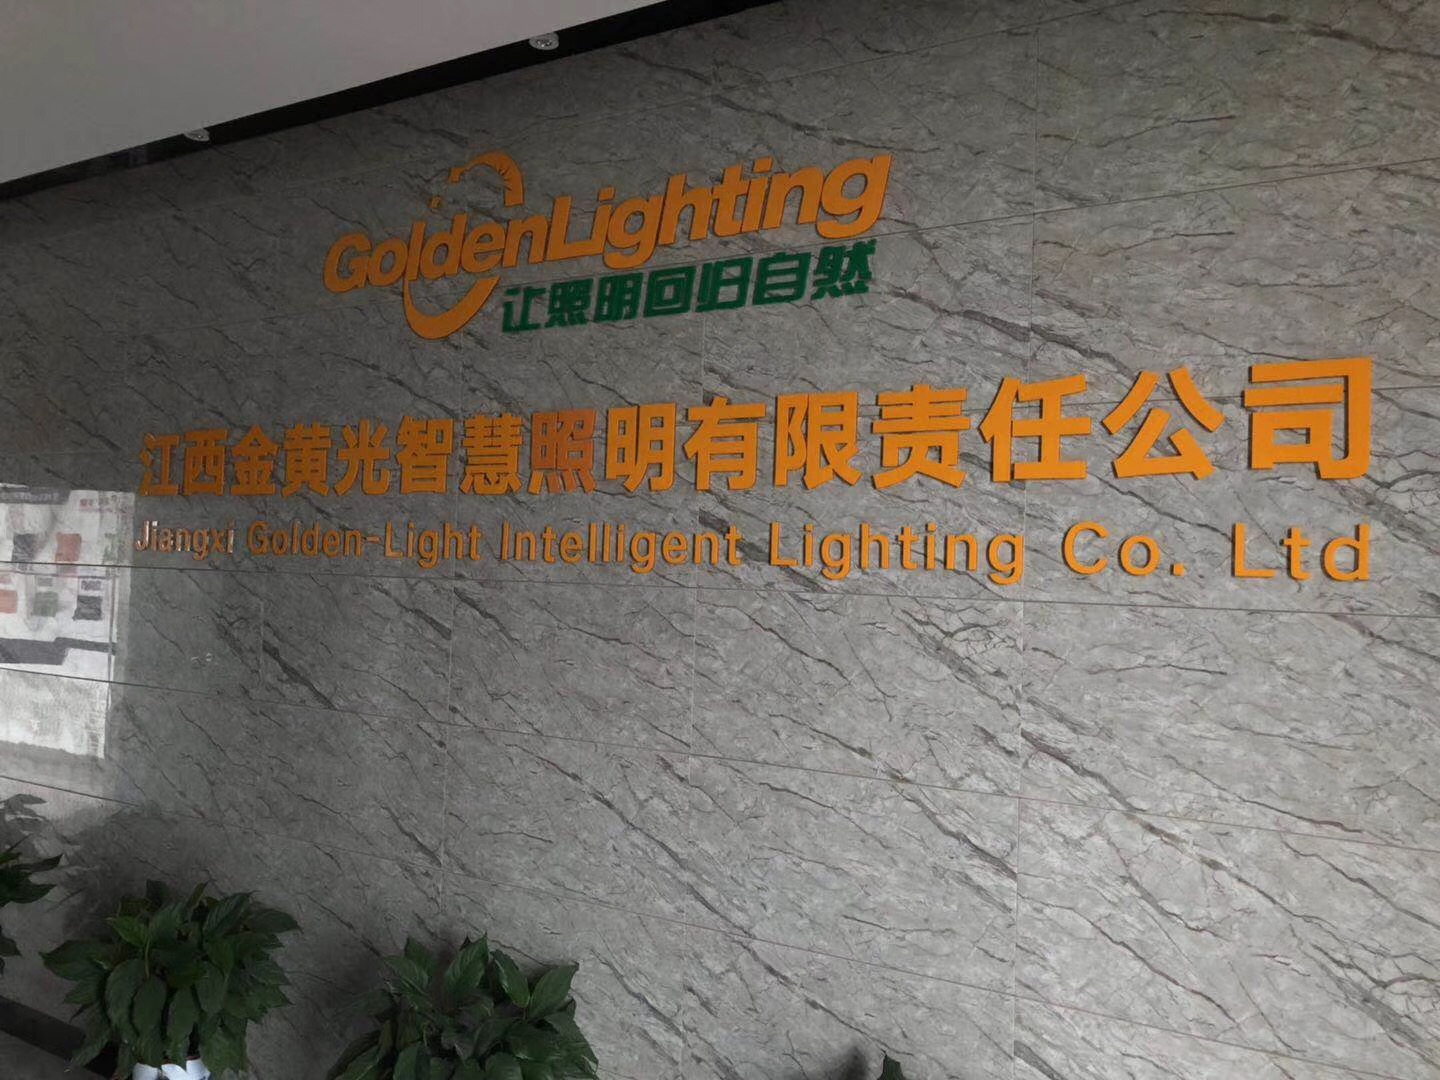 GoldenLighting
让照明回归自然
江西金黄光智慧照明有限责任公司
Jiangxi Golden-Light Intelligent Lighting Co. Ltd